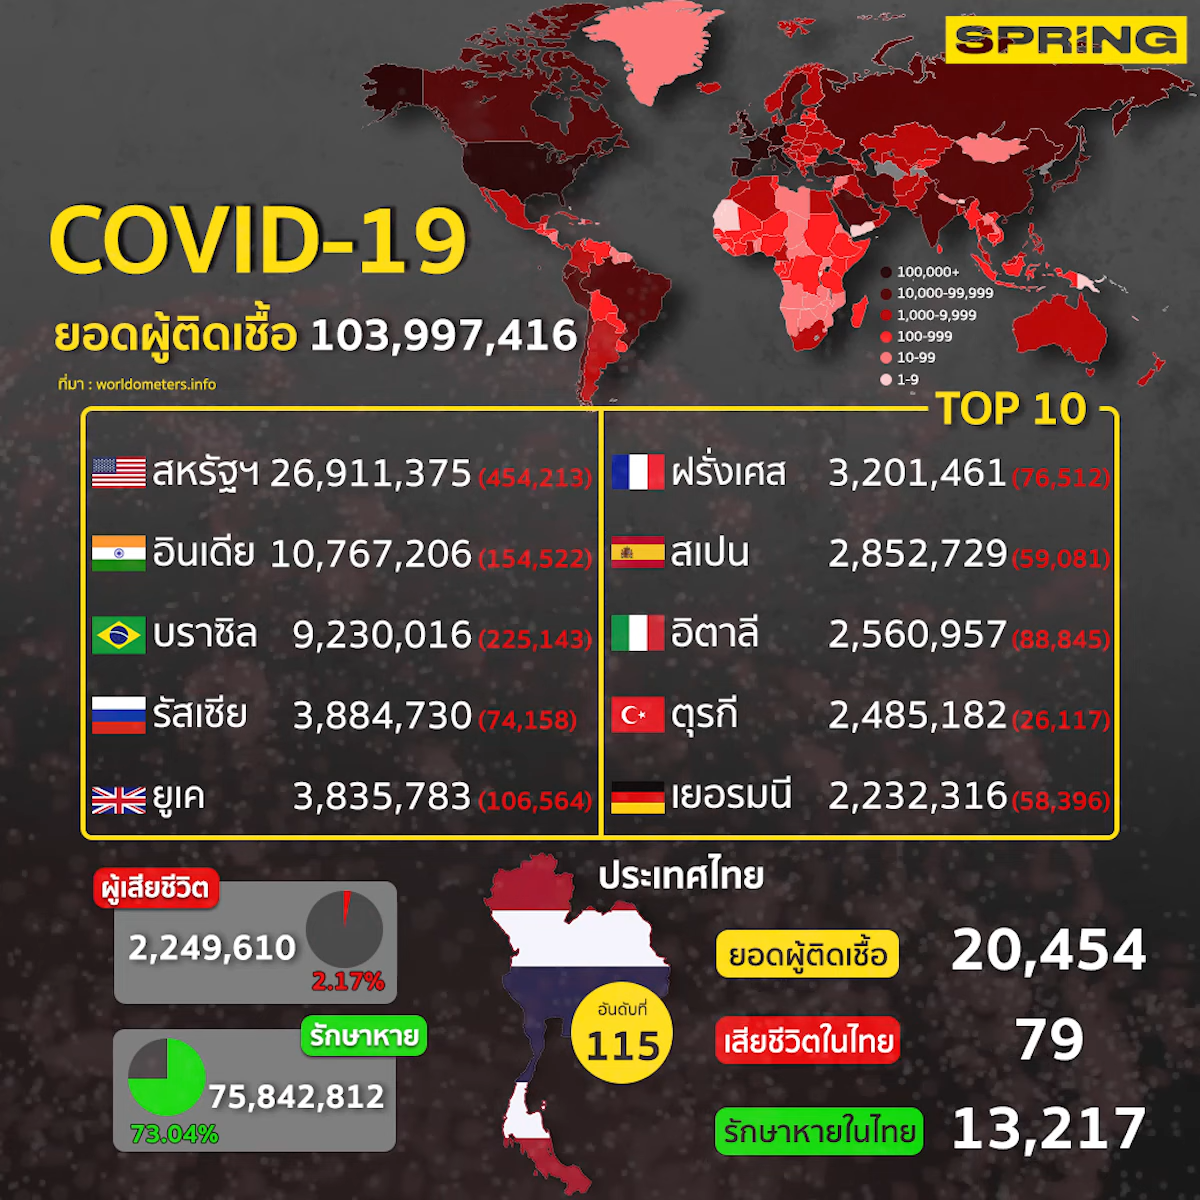 SPRiNG
COVID-19
ยอดผู้ติดเชื้อ 103,997,416
ที่มา : worldometers.info
100,000+
10,000-99,999
1,000-9,999
100-999
10-99
1-9
TOP 10
สหรัฐฯ 26,911,375 (454,213)
อินเดีย 10,767,206 (154,522)
บราซิล 9,230,016 (225,143)
รัสเซีย 3,884,730 (74,158)
ยูเค 3,835,783 (106,564)
ฝรั่งเศส 3,201,461 (76,512)
สเปน 2,852,729 (59,081)
อิตาลี 2,560,957 (88,845)
ตุรกี 2,485,182 (26,117)
เยอรมนี 2,232,316 (58,396)
ผู้เสียชีวิต
2,249,610
2.17%
รักษาหาย
75,842,812
73.04%
ประเทศไทย
อันดับที่
115
ยอดผู้ติดเชื้อ 20,454
เสียชีวิตในไทย 79
รักษาหายในไทย 13,217